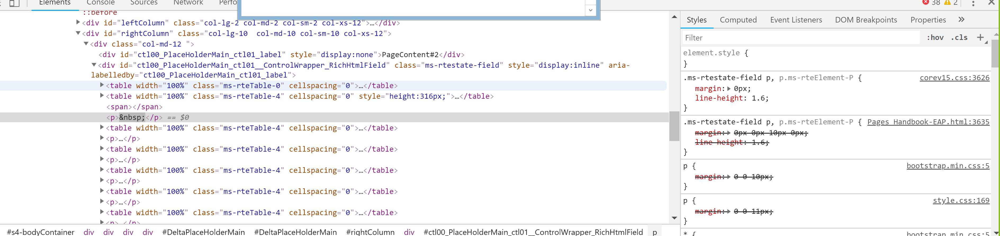 Elements Console Sources Network Perfo
38 2
::before
<div id="leftColumn" class="col-lg-2 col-md-2 col-sm-2 col-xs-12">…</div>
<div id="rightColumn" class="col-lg-10  col-md-10 col-sm-10 col-xs-12">
<div class="col-md-12 ">
<div id="ctl00_PlaceHolderMain_ctl01_label" style="display:none">PageContent#2</div>
<div id="ctl00_PlaceHolderMain_ctl01__ControlWrapper_RichHtmlField" class="ms-rtestate-field" style="display:inline" aria-
labelledby="ctl00_PlaceHolderMain_ctl01_label">
<table width="100%" class="ms-rteTable-0" cellspacing="0">…</table>
<table width="100%" class="ms-rteTable-4" cellspacing="0" style="height:316px;">…</table>
<span></span>
<p>&nbsp;</p> == $0
<table width="100%" class="ms-rteTable-4" cellspacing="0">…</table>
<p>…</p>
<table width="100%" class="ms-rteTable-4" cellspacing="0">…</table>
<p>…</p>
<table width="100%" class="ms-rteTable-4" cellspacing="0">…</table>
<p>…</p>
<table width="100%" class="ms-rteTable-4" cellspacing="0">…</table>
<p>…</p>
<table width="100%" class="ms-rteTable-4" cellspacing="0">…</table>
<p>…</p>
#s4-bodyContainer div div div div #DeltaPlaceHolderMain #DeltaPlaceHolderMain #rightColumn div #ctl00_PlaceHolderMain_ctl01__ControlWrapper_RichHtmlField p
Styles Computed Event Listeners DOM Breakpoints Properties »
Filter :hov .cls +
element.style {
}
.ms-rtestate-field p, p.ms-rteElement-P { corev15.css:3626
margin: 0px;
line-height: 1.6;
}
.ms-rtestate-field p, p.ms-rteElement-P { Pages Handbook-EAP.html:3635
margin: 0px 0px 10px 0px;
line-height: 1.6;
}
p { bootstrap.min.css:5
margin: 0 0 10px;
}
p { style.css:169
margin: 0 0 11px;
}
* { bootstrap.min.css:5